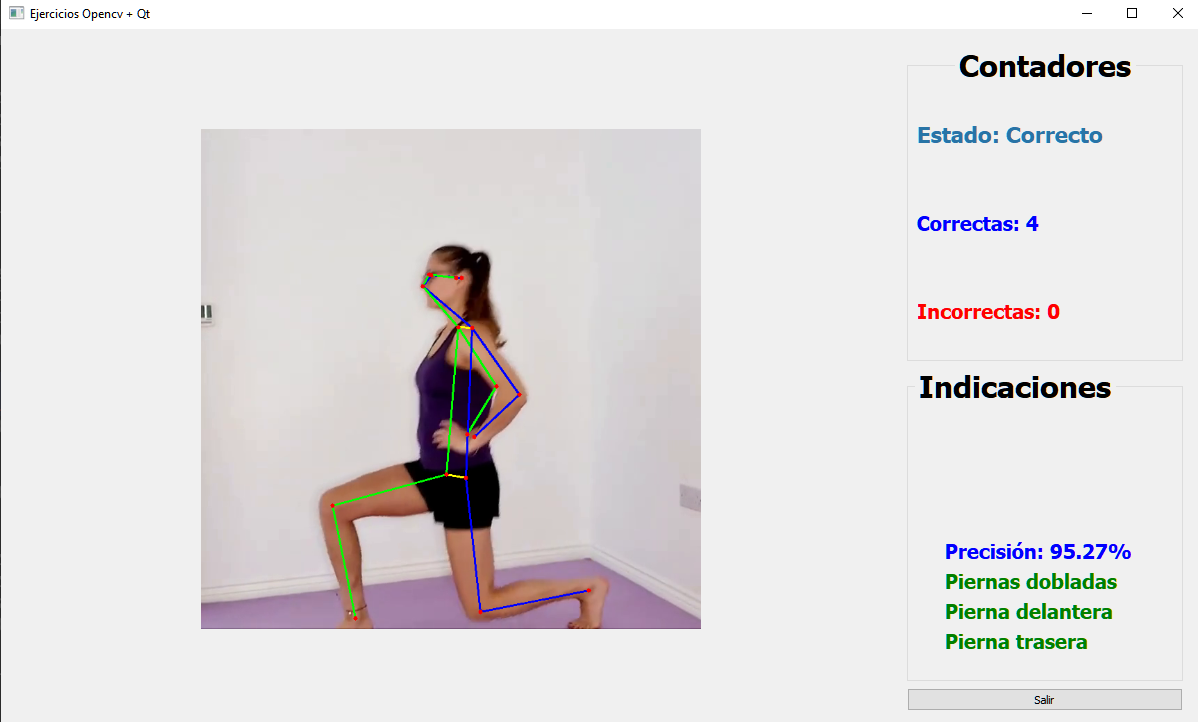 Ejercicios Opencv + Qt
Contadores
Estado: Correcto
Correctas: 4
Incorrectas: 0
Indicaciones
Precisión: 95.27%
Piernas dobladas
Pierna delantera
Pierna trasera
Salir